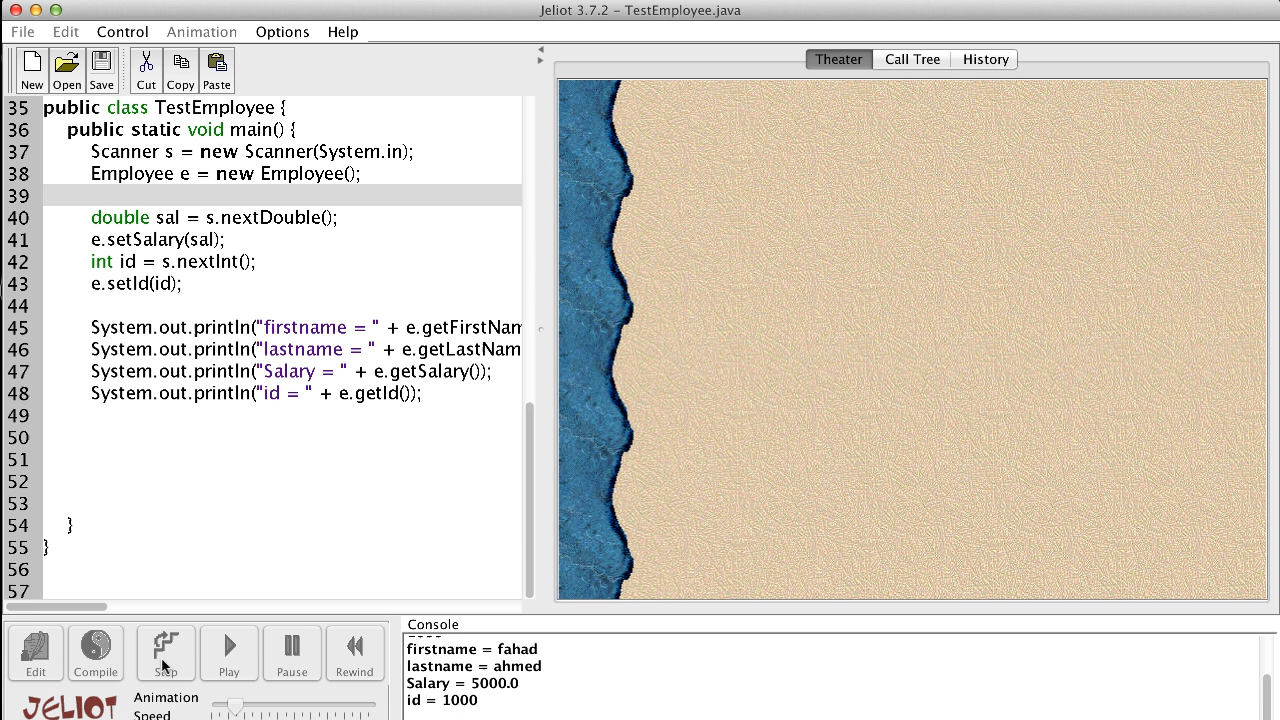 Jeliot 3.7.2 – TestEmployee.java
File Edit Control Animation Options Help
New Open Save Cut Copy Paste
Theater Call Tree History
35 public class TestEmployee {
36 public static void main() {
37 Scanner s = new Scanner(System.in);
38 Employee e = new Employee();
39
40 double sal = s.nextDouble();
41 e.setSalary(sal);
42 int id = s.nextInt();
43 e.setId(id);
44
45 System.out.println("firstname = " + e.getFirstNam
46 System.out.println("lastname = " + e.getLastNam
47 System.out.println("Salary = " + e.getSalary());
48 System.out.println("id = " + e.getId());
49
50
51
52
53
54 }
55 }
56
57
Edit Compile Step Play Pause Rewind
JELIOT
Animation
Speed
Console
firstname = fahad
lastname = ahmed
Salary = 5000.0
id = 1000